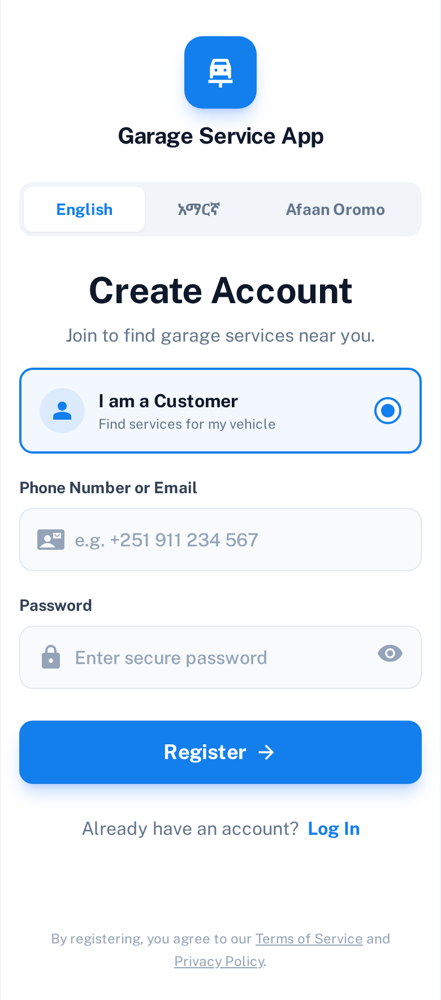 Garage Service App
English
አማርኛ
Afaan Oromo
Create Account
Join to find garage services near you.
I am a Customer
Find services for my vehicle
Phone Number or Email
e.g. +251 911 234 567
Password
Enter secure password
Register →
Already have an account? Log In
By registering, you agree to our Terms of Service and
Privacy Policy.